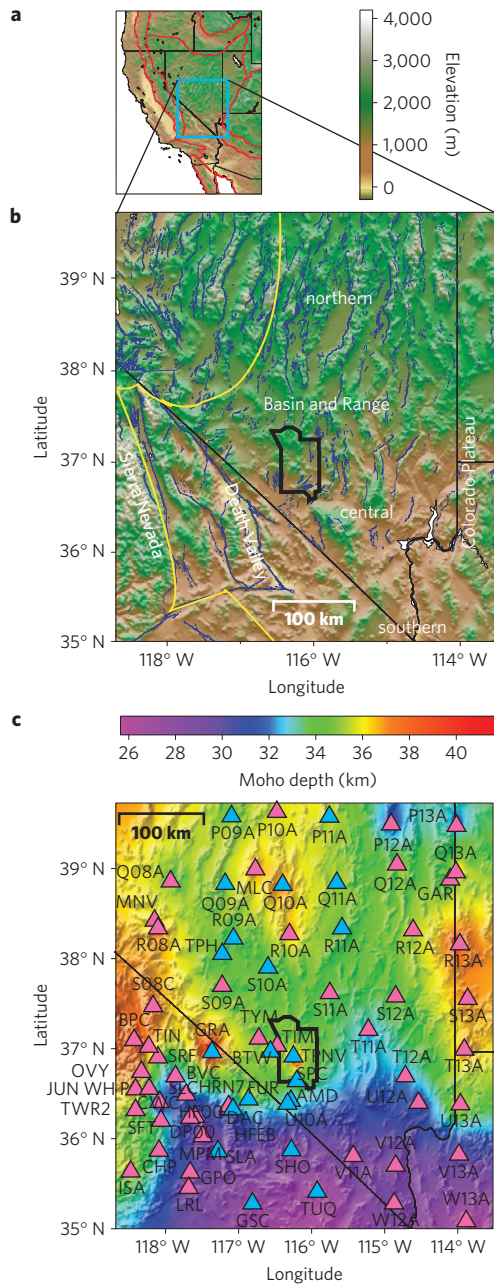 a
4,000
3,000
2,000
1,000
0
Elevation (m)
b
39° N
38° N
37° N
36° N
35° N
Latitude
northern
Basin and Range
central
southern
Sierra Nevada
Death Valley
Colorado Plateau
100 km
118° W
116° W
114° W
Longitude
c
26
28
30
32
34
36
38
40
Moho depth (km)
100 km
P09A
P10A
P11A
P12A
P13A
Q08A
MLC
Q09A
Q10A
Q11A
Q12A
Q13A
GAR
MNV
R09A
R08A
TPH
R10A
R11A
R12A
R13A
S08C
S09A
S10A
S11A
S12A
S13A
BPC
TIN
GRA
TYM
TIM
SRF
BTV
TPNV
T11A
T12A
T13A
OVY
BVC
SPC
JUN
WHP
CHRN7
FUR
AMD
U12A
U13A
TWR2
DAC
U10A
SFT
HFEB
CHP
MPM
SLA
SHO
V11A
V12A
V13A
ISA
GPO
LRL
GSC
TUQ
W12A
W13A
39° N
38° N
37° N
36° N
35° N
Latitude
118° W
117° W
116° W
115° W
114° W
Longitude